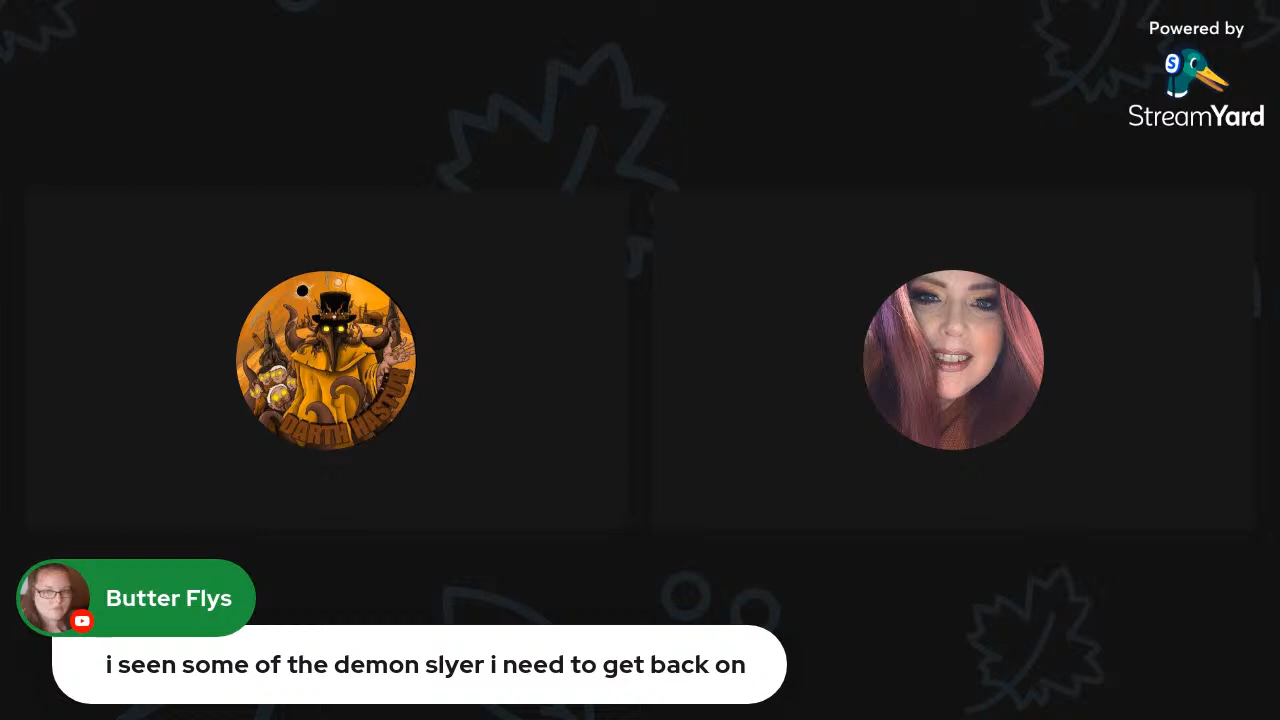 Powered by
S
StreamYard
DARTH HASTUR
Butter Flys
i seen some of the demon slyer i need to get back on